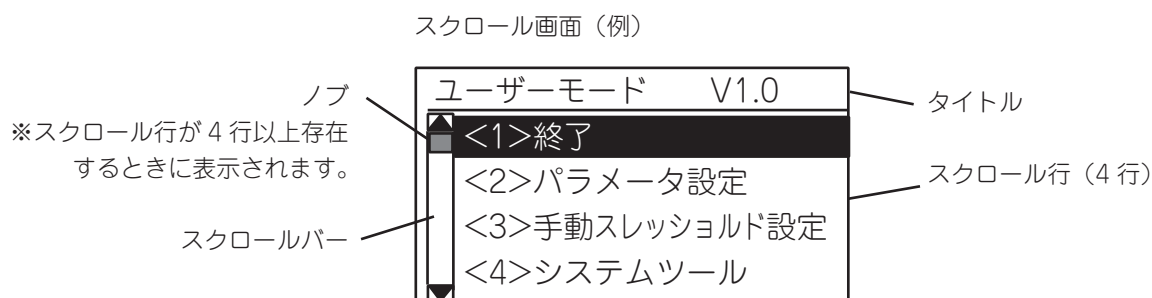 スクロール画面（例）
ユーザーモード V1.0
ノブ
※スクロール行が 4 行以上存在
するときに表示されます。
スクロールバー
<1>終了
<2>パラメータ設定
<3>手動スレッショルド設定
<4>システムツール
タイトル
スクロール行（4 行）